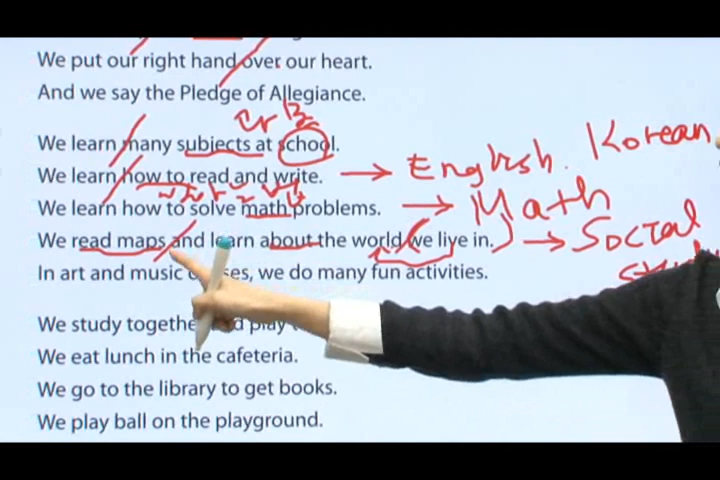 We put our right hand over our heart.
And we say the Pledge of Allegiance.
We learn many subjects at school.
We learn how to read and write. → English. Korean
We learn how to solve math problems. → Math
We read maps and learn about the world (we live in.) → Social
In art and music we do many fun activities.
We study play
We eat lunch in the cafeteria.
We go to the library to get books.
We play ball on the playground.